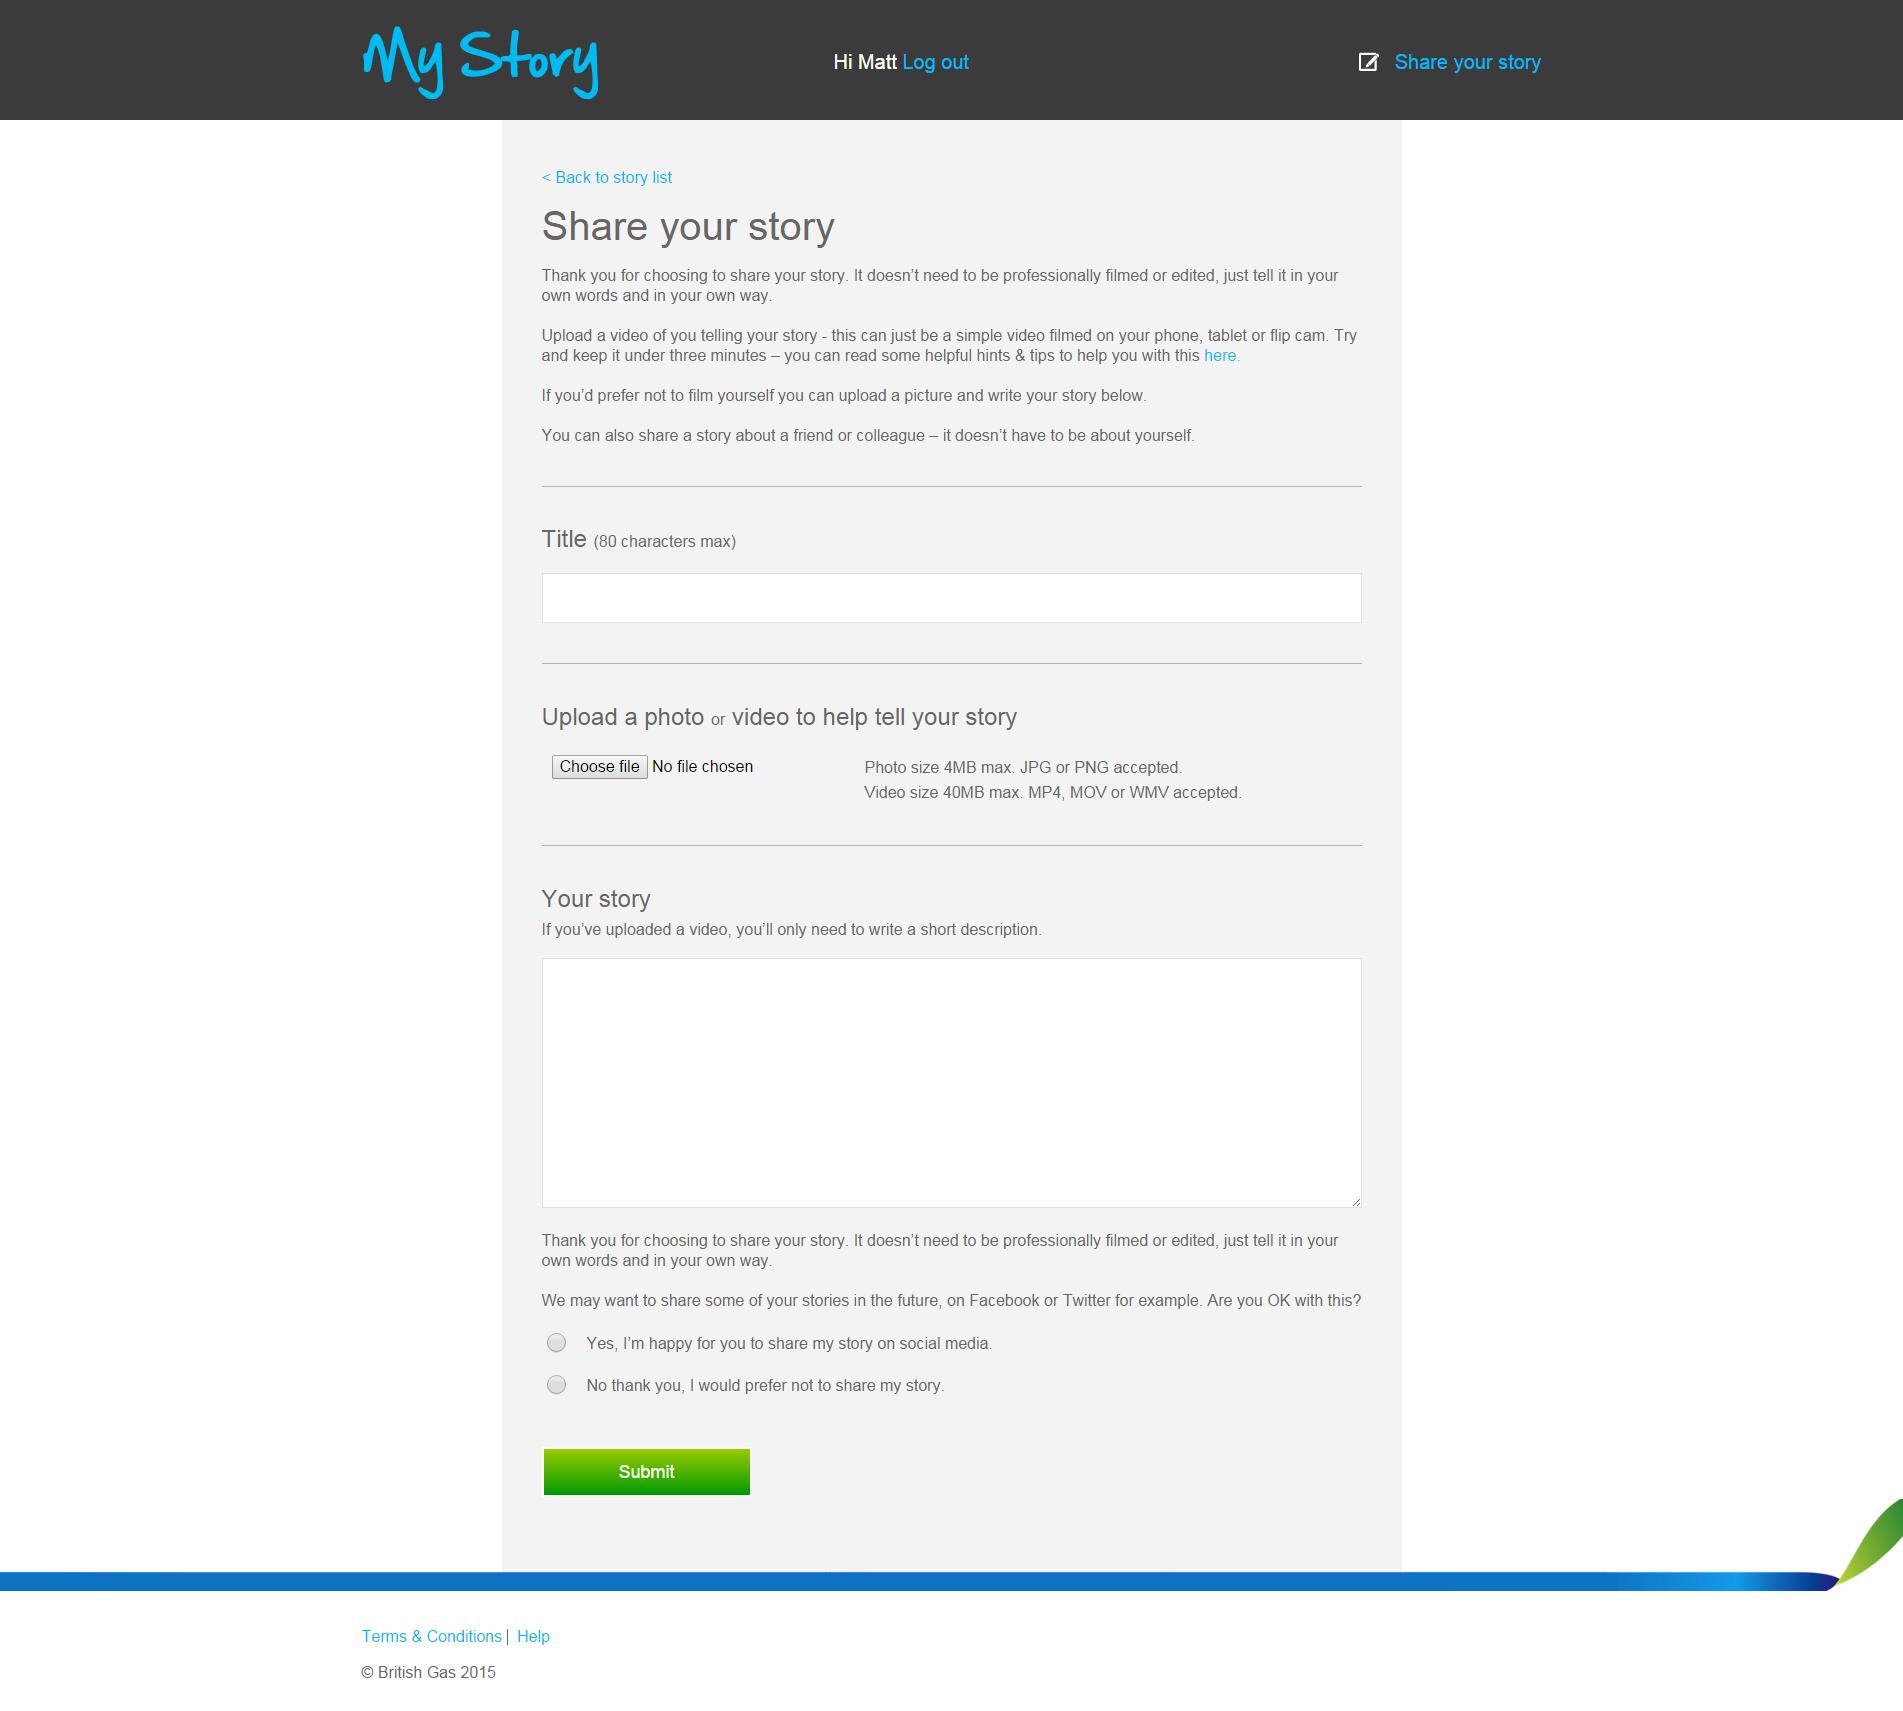 My Story
Hi Matt Log out
Share your story
< Back to story list
Share your story
Thank you for choosing to share your story. It doesn’t need to be professionally filmed or edited, just tell it in your
own words and in your own way.
Upload a video of you telling your story - this can just be a simple video filmed on your phone, tablet or flip cam. Try
and keep it under three minutes – you can read some helpful hints & tips to help you with this here.
If you’d prefer not to film yourself you can upload a picture and write your story below.
You can also share a story about a friend or colleague – it doesn’t have to be about yourself.
Title (80 characters max)
Upload a photo or video to help tell your story
Choose file No file chosen
Photo size 4MB max. JPG or PNG accepted.
Video size 40MB max. MP4, MOV or WMV accepted.
Your story
If you’ve uploaded a video, you’ll only need to write a short description.
Thank you for choosing to share your story. It doesn’t need to be professionally filmed or edited, just tell it in your
own words and in your own way.
We may want to share some of your stories in the future, on Facebook or Twitter for example. Are you OK with this?
Yes, I’m happy for you to share my story on social media.
No thank you, I would prefer not to share my story.
Submit
Terms & Conditions | Help
© British Gas 2015